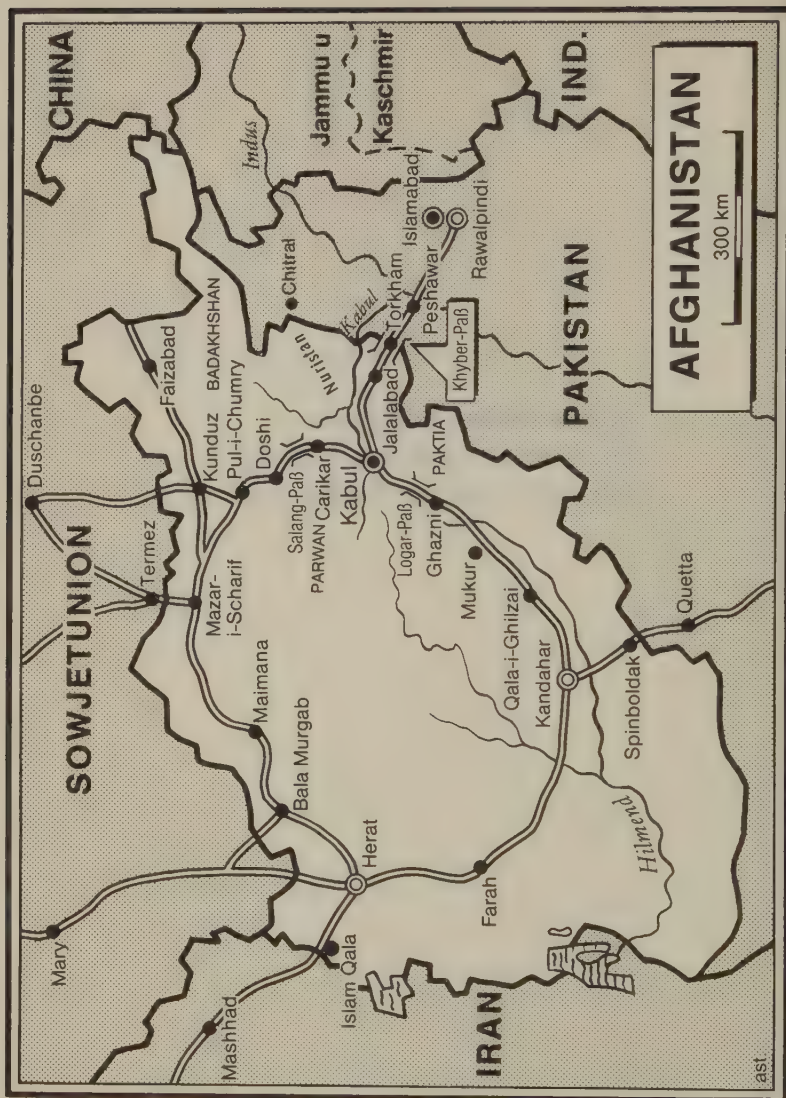 CHINA
SOWJETUNION
Duschanbe
Termez
Mary
Mashhad
Faizabad
BADAKHSHAN
Kunduz
Pul-i-Chumry
Doshi
Salang-Paß
PARWAN
Carikar
Kabul
Mazar-
i-Scharif
Maimana
Bala Murgab
Herat
Islam Qala
Indus
Jammu u
Kaschmir
Chitral
Nuristan
Kabul
Islamabad
Rawalpindi
Torkham
Peshawar
Jalalabad
Khyber-Paß
IND.
PAKTIA
Logar-Paß
Ghazni
Mukur
Qala-i-Ghilzai
Kandahar
Farah
Spinboldak
Quetta
Hilmend
IRAN
PAKISTAN
AFGHANISTAN
300 km
ast